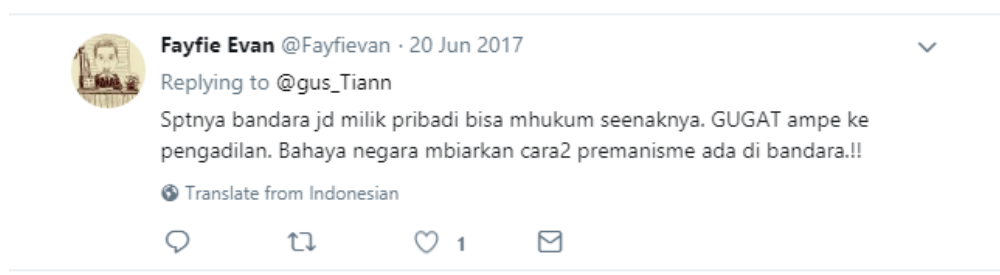 Fayfie Evan @Fayfievan · 20 Jun 2017
Replying to @gus_Tiann
Sptnya bandara jd milik pribadi bisa mhukum seenaknya. GUGAT ampe ke
pengadilan. Bahaya negara mbiarkan cara2 premanisme ada di bandara.!!
Translate from Indonesian
1